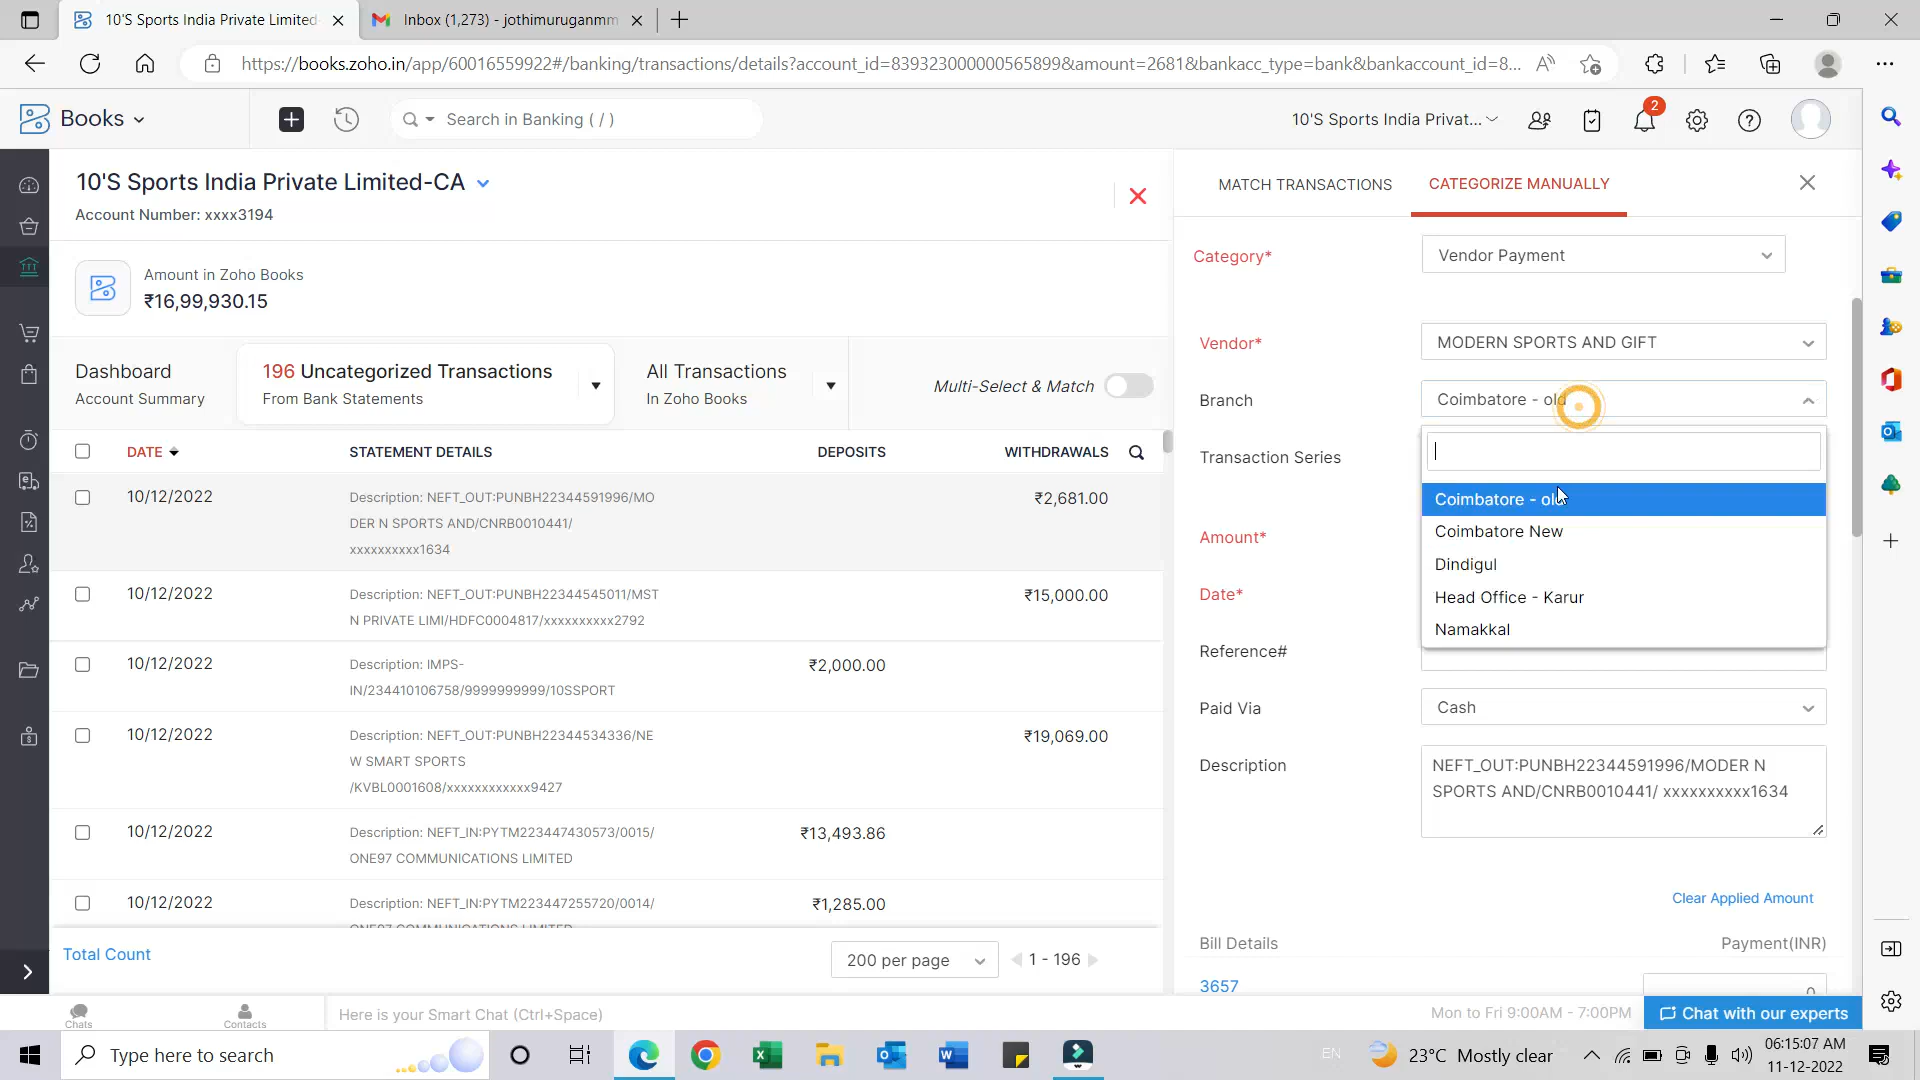 10'S Sports India Private Limited-
Inbox (1,273) - jothimuruganmm
https://books.zoho.in/app/60016559922#/banking/transactions/details?account_id=839323000000565899&amount=2681&bankacc_type=bank&bankaccount_id=8...
Books
Search in Banking ( / )
10'S Sports India Privat...
2
10'S Sports India Private Limited-CA
Account Number: xxxx3194
Amount in Zoho Books
₹16,99,930.15
Dashboard
Account Summary
196 Uncategorized Transactions
From Bank Statements
All Transactions
In Zoho Books
Multi-Select & Match
DATE STATEMENT DETAILS DEPOSITS WITHDRAWALS
10/12/2022 Description: NEFT_OUT:PUNBH22344591996/MO ₹2,681.00
DER N SPORTS AND/CNRB0010441/
xxxxxxxxxx1634
10/12/2022 Description: NEFT_OUT:PUNBH22344545011/MST ₹15,000.00
N PRIVATE LIMI/HDFC0004817/xxxxxxxxxx2792
10/12/2022 Description: IMPS- ₹2,000.00
IN/234410106758/9999999999/10SSPORT
10/12/2022 Description: NEFT_OUT:PUNBH22344534336/NE ₹19,069.00
W SMART SPORTS
/KVBL0001608/xxxxxxxxxxxx9427
10/12/2022 Description: NEFT_IN:PYTM223447430573/0015/ ₹13,493.86
ONE97 COMMUNICATIONS LIMITED
10/12/2022 Description: NEFT_IN:PYTM223447255720/0014/ ₹1,285.00
ONE97 COMMUNICATIONS LIMITED
Total Count
200 per page
1 - 196
MATCH TRANSACTIONS
CATEGORIZE MANUALLY
Category* Vendor Payment
Vendor* MODERN SPORTS AND GIFT
Branch Coimbatore - old
Transaction Series
Coimbatore - old
Coimbatore New
Amount*
Dindigul
Date*
Head Office - Karur
Namakkal
Reference#
Paid Via Cash
Description NEFT_OUT:PUNBH22344591996/MODER N
SPORTS AND/CNRB0010441/ xxxxxxxxxx1634
Clear Applied Amount
Bill Details Payment(INR)
3657 0
Chats
Contacts
Here is your Smart Chat (Ctrl+Space)
Mon to Fri 9:00AM - 7:00PM
Chat with our experts
Type here to search
EN
23°C Mostly clear
06:15:07 AM
11-12-2022